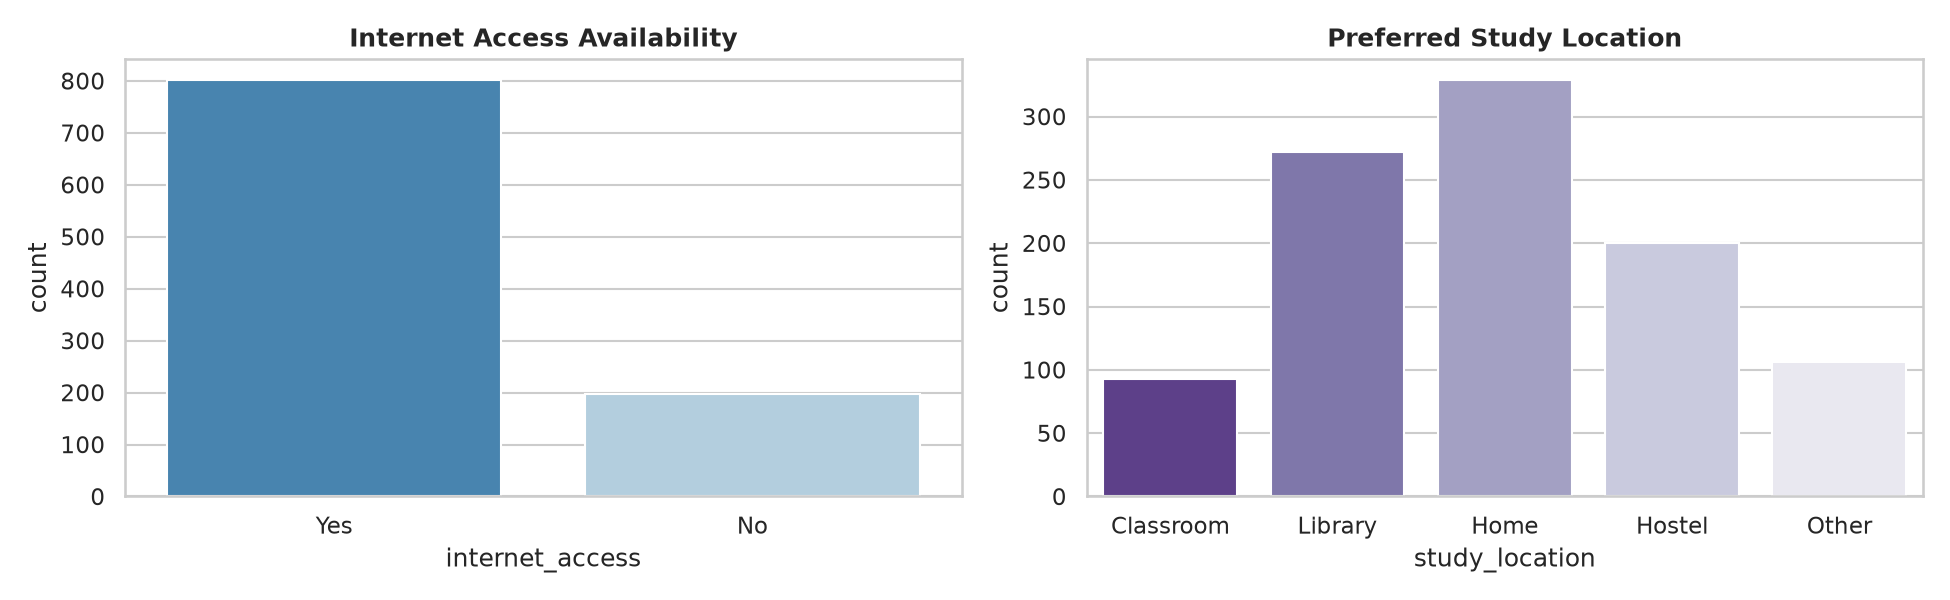 Internet Access Availability
800
700
600
500
400
300
200
100
0
count
Yes
No
internet_access
Preferred Study Location
300
250
200
150
100
50
0
count
Classroom
Library
Home
Hostel
Other
study_location